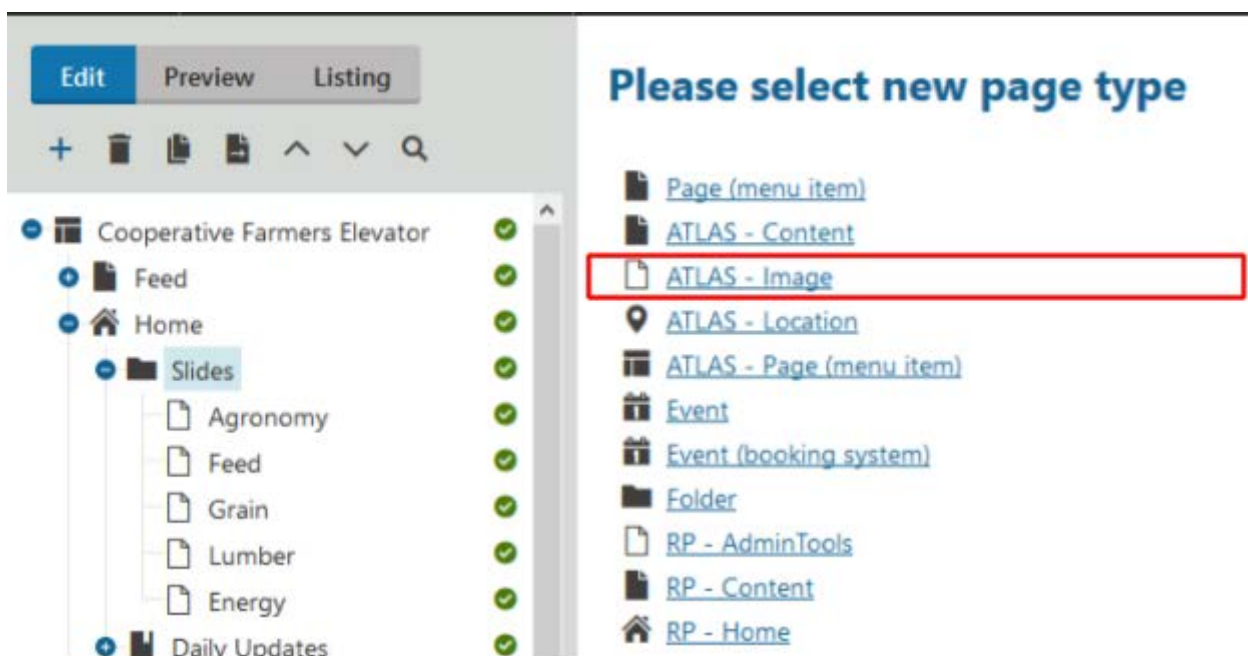 Edit Preview Listing
Cooperative Farmers Elevator
Feed
Home
Slides
Agronomy
Feed
Grain
Lumber
Energy
Daily Updates
Please select new page type
Page (menu item)
ATLAS - Content
ATLAS - Image
ATLAS - Location
ATLAS - Page (menu item)
Event
Event (booking system)
Folder
RP - AdminTools
RP - Content
RP - Home